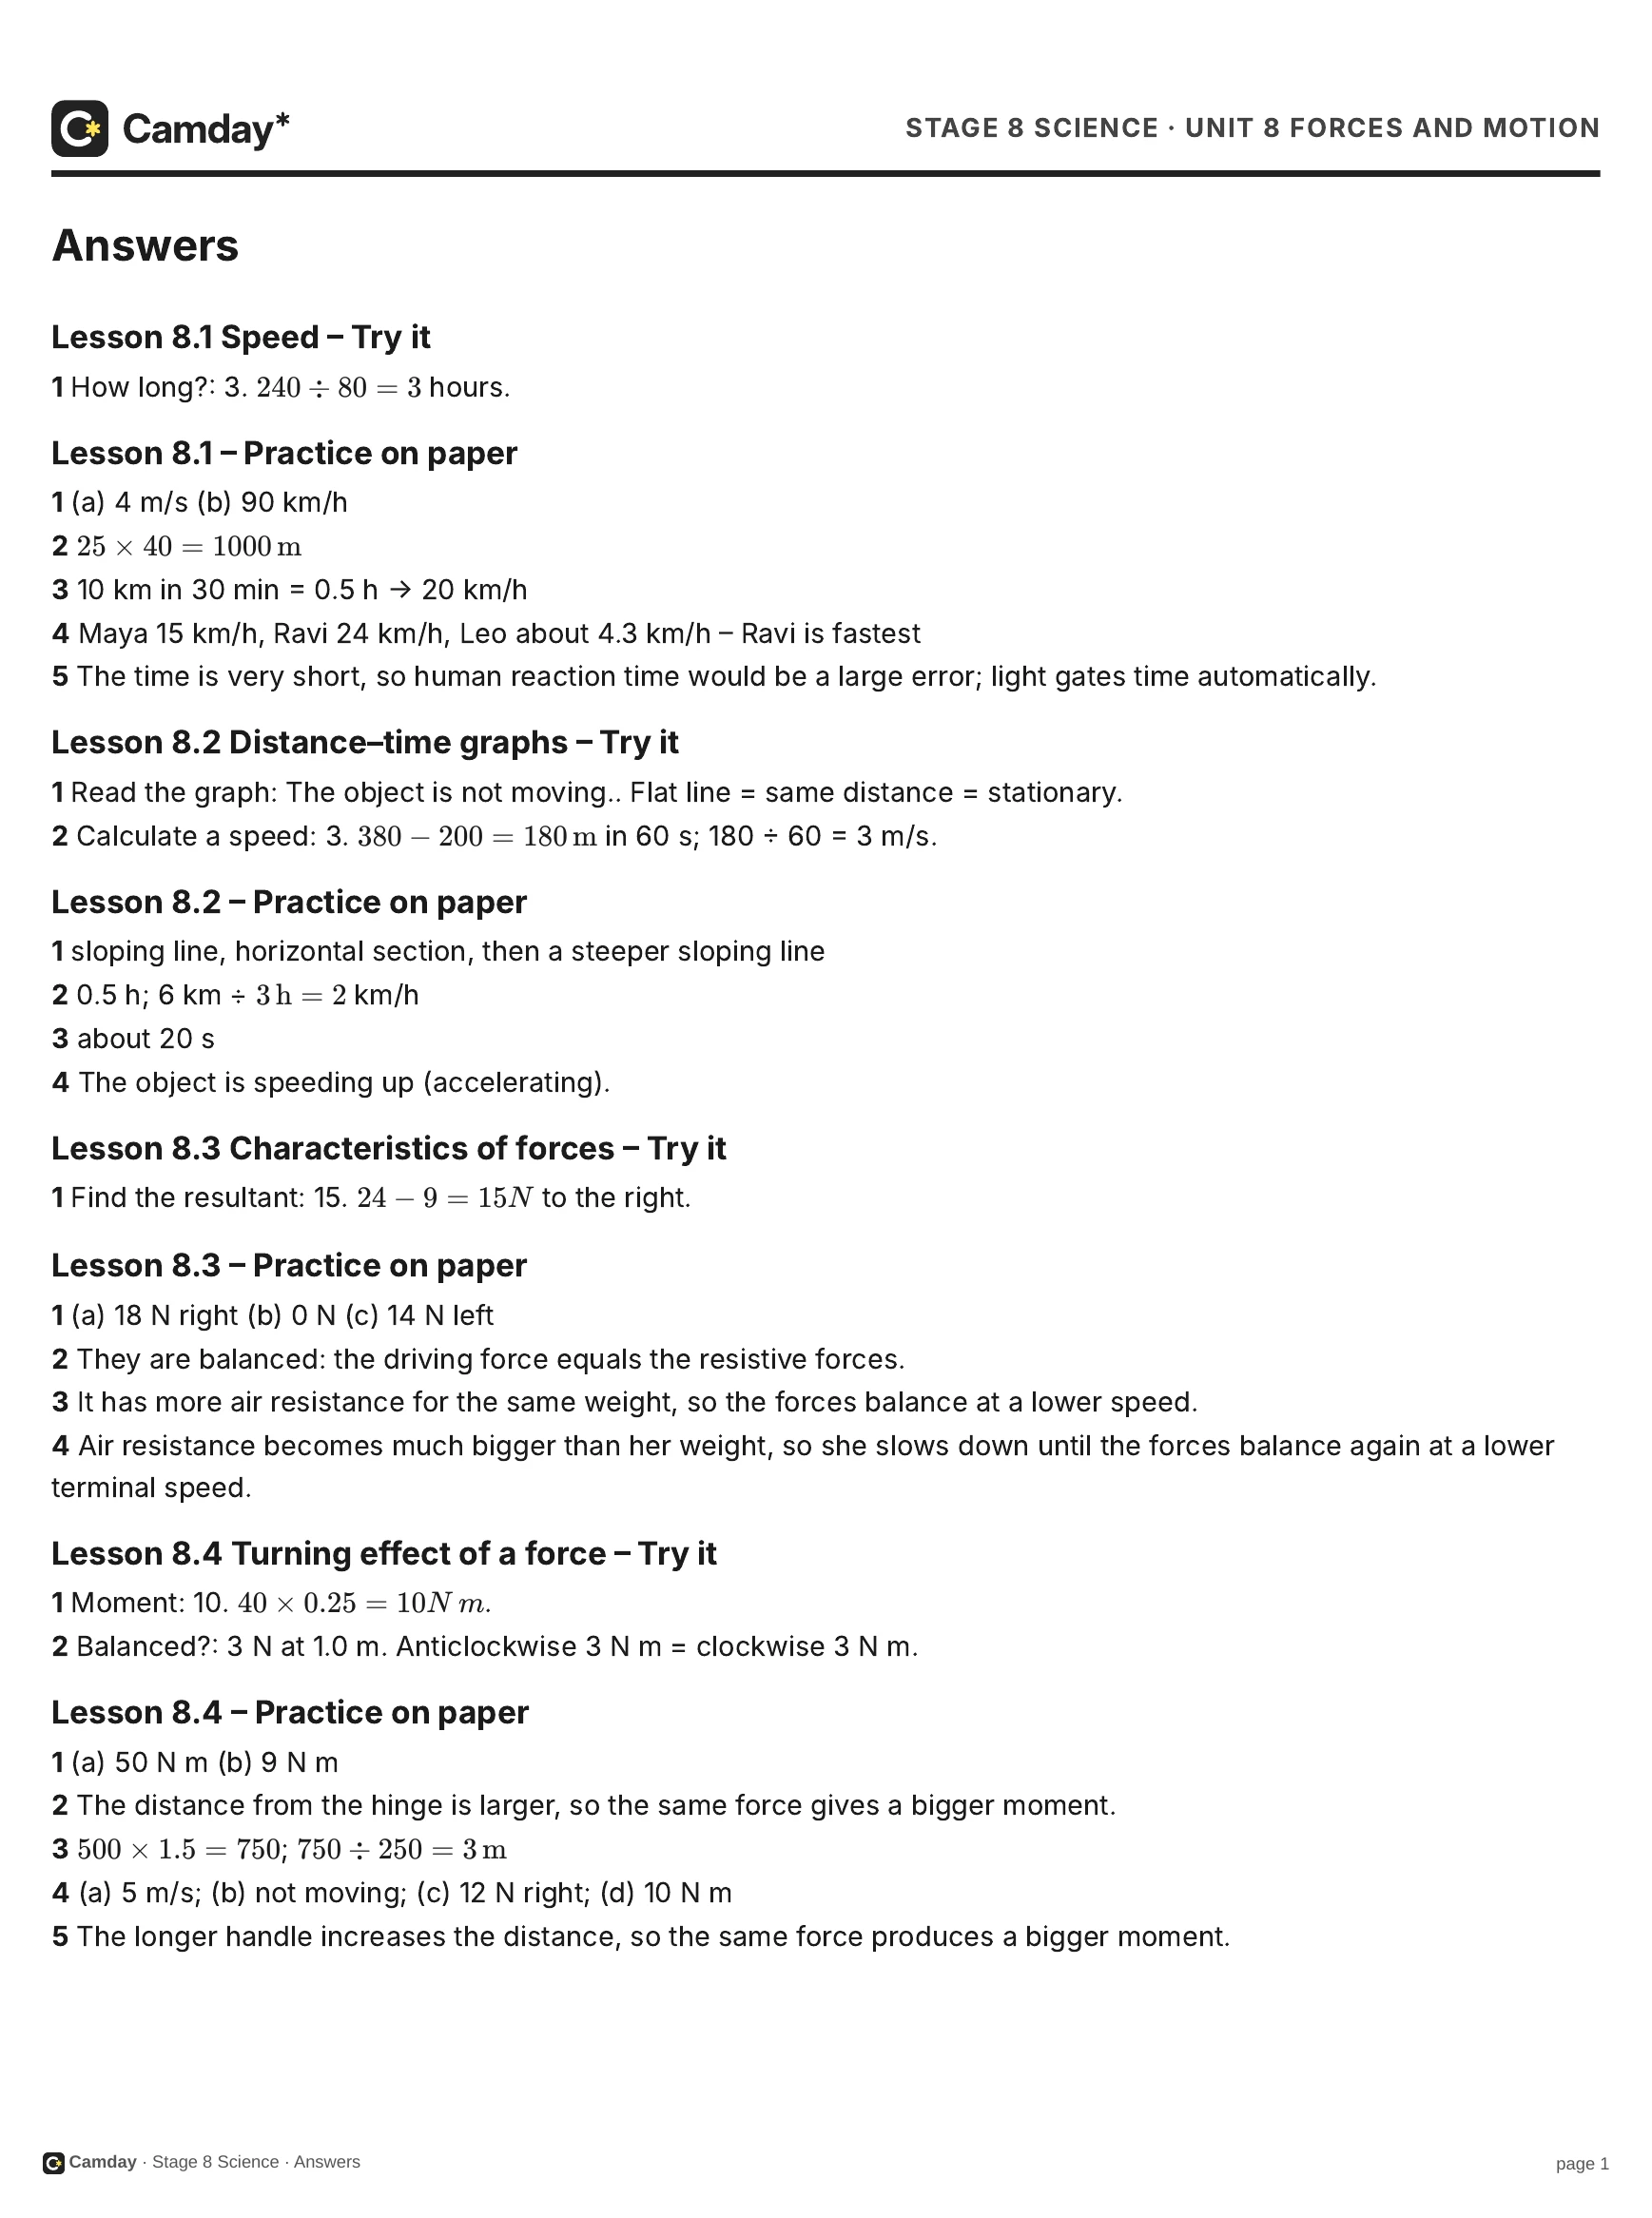 Camday*
STAGE 8 SCIENCE · UNIT 8 FORCES AND MOTION
Answers
Lesson 8.1 Speed – Try it
1 How long?: 3. 240 ÷ 80 = 3 hours.
Lesson 8.1 – Practice on paper
1 (a) 4 m/s (b) 90 km/h
2 25 × 40 = 1000 m
3 10 km in 30 min = 0.5 h → 20 km/h
4 Maya 15 km/h, Ravi 24 km/h, Leo about 4.3 km/h – Ravi is fastest
5 The time is very short, so human reaction time would be a large error; light gates time automatically.
Lesson 8.2 Distance–time graphs – Try it
1 Read the graph: The object is not moving.. Flat line = same distance = stationary.
2 Calculate a speed: 3. 380 − 200 = 180 m in 60 s; 180 ÷ 60 = 3 m/s.
Lesson 8.2 – Practice on paper
1 sloping line, horizontal section, then a steeper sloping line
2 0.5 h; 6 km ÷ 3 h = 2 km/h
3 about 20 s
4 The object is speeding up (accelerating).
Lesson 8.3 Characteristics of forces – Try it
1 Find the resultant: 15. 24 − 9 = 15N to the right.
Lesson 8.3 – Practice on paper
1 (a) 18 N right (b) 0 N (c) 14 N left
2 They are balanced: the driving force equals the resistive forces.
3 It has more air resistance for the same weight, so the forces balance at a lower speed.
4 Air resistance becomes much bigger than her weight, so she slows down until the forces balance again at a lower
terminal speed.
Lesson 8.4 Turning effect of a force – Try it
1 Moment: 10. 40 × 0.25 = 10N m.
2 Balanced?: 3 N at 1.0 m. Anticlockwise 3 N m = clockwise 3 N m.
Lesson 8.4 – Practice on paper
1 (a) 50 N m (b) 9 N m
2 The distance from the hinge is larger, so the same force gives a bigger moment.
3 500 × 1.5 = 750; 750 ÷ 250 = 3 m
4 (a) 5 m/s; (b) not moving; (c) 12 N right; (d) 10 N m
5 The longer handle increases the distance, so the same force produces a bigger moment.
Camday · Stage 8 Science · Answers
page 1